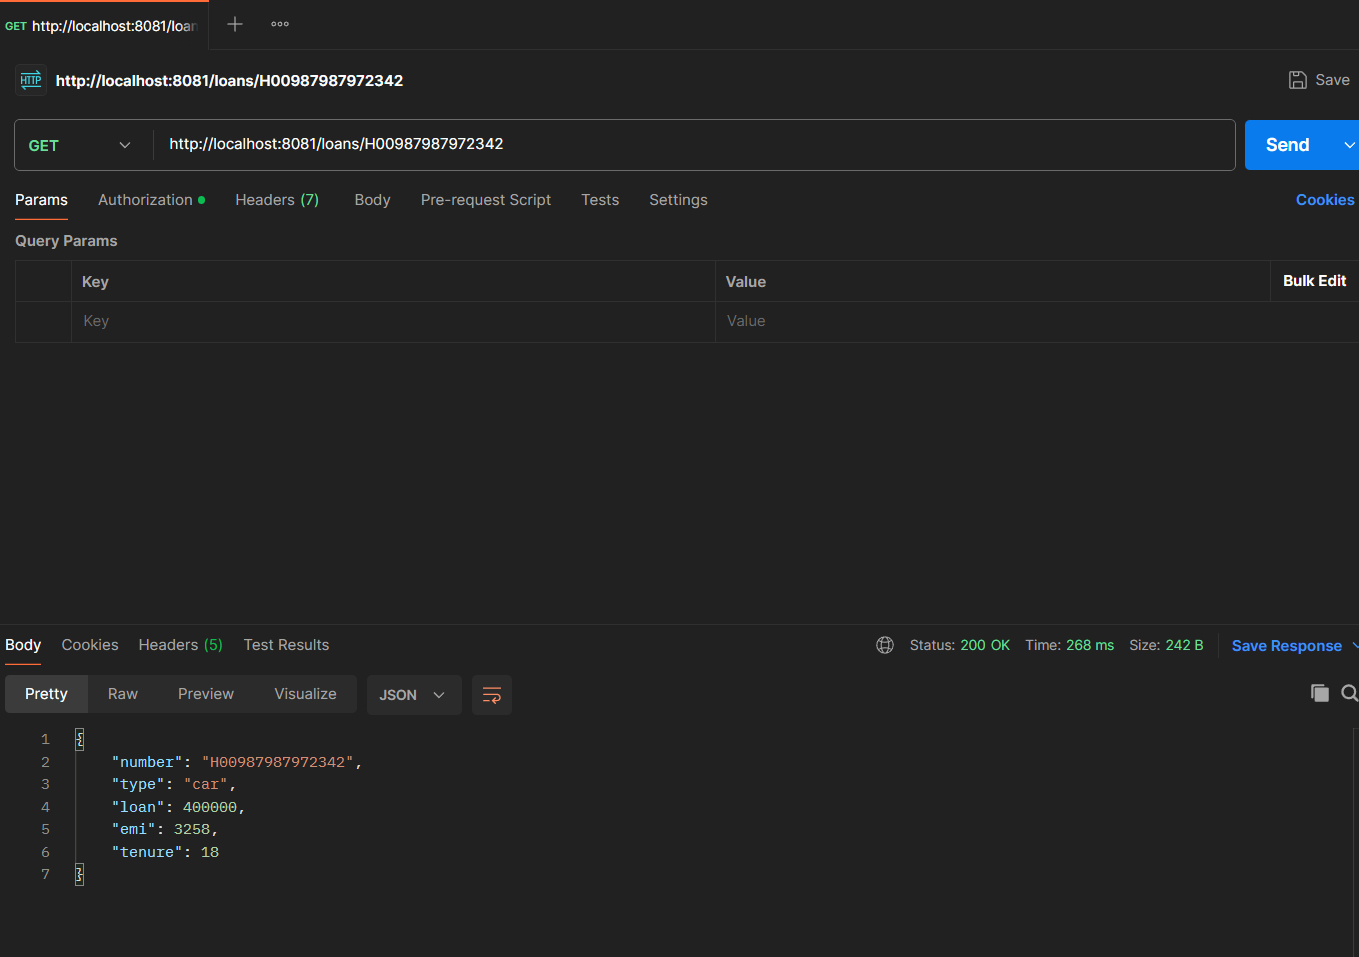 GET http://localhost:8081/loan
HTTP http://localhost:8081/loans/H00987987972342
Save
GET http://localhost:8081/loans/H00987987972342
Send
Params Authorization Headers (7) Body Pre-request Script Tests Settings Cookies
Query Params
Key Value Bulk Edit
Key Value
Body Cookies Headers (5) Test Results Status: 200 OK Time: 268 ms Size: 242 B Save Response
Pretty Raw Preview Visualize JSON
1 {
2 "number": "H00987987972342",
3 "type": "car",
4 "loan": 400000,
5 "emi": 3258,
6 "tenure": 18
7 }